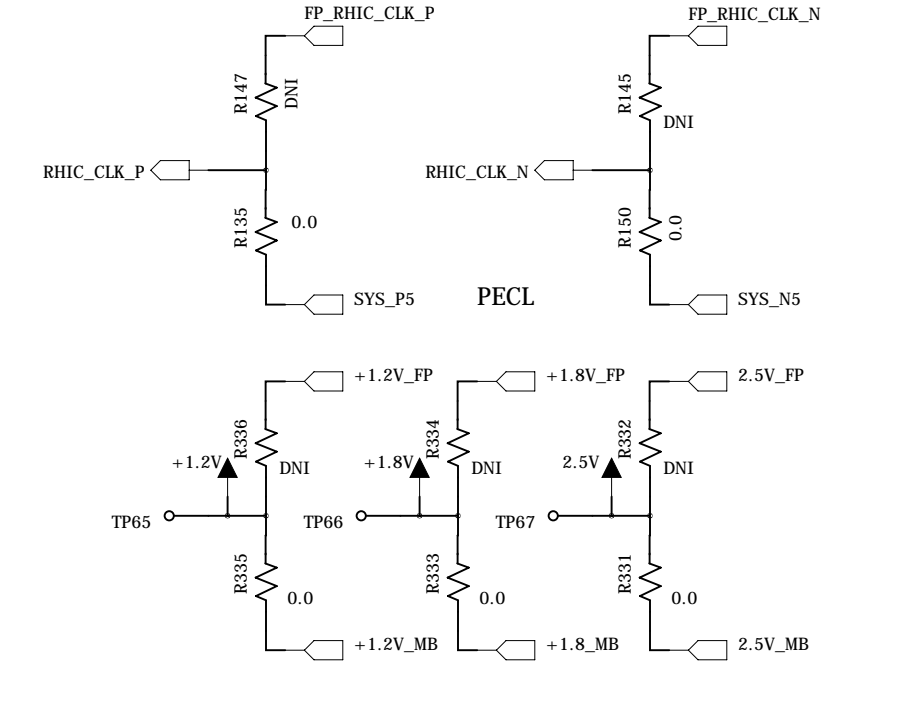 FP_RHIC_CLK_P
FP_RHIC_CLK_N
R147
DNI
R145
DNI
RHIC_CLK_P
RHIC_CLK_N
R135
0.0
R150
0.0
SYS_P5
PECL
SYS_N5
+1.2V_FP
+1.8V_FP
2.5V_FP
R336
R334
R332
+1.2V
DNI
+1.8V
DNI
2.5V
DNI
TP65
TP66
TP67
R335
0.0
R333
0.0
R331
0.0
+1.2V_MB
+1.8_MB
2.5V_MB